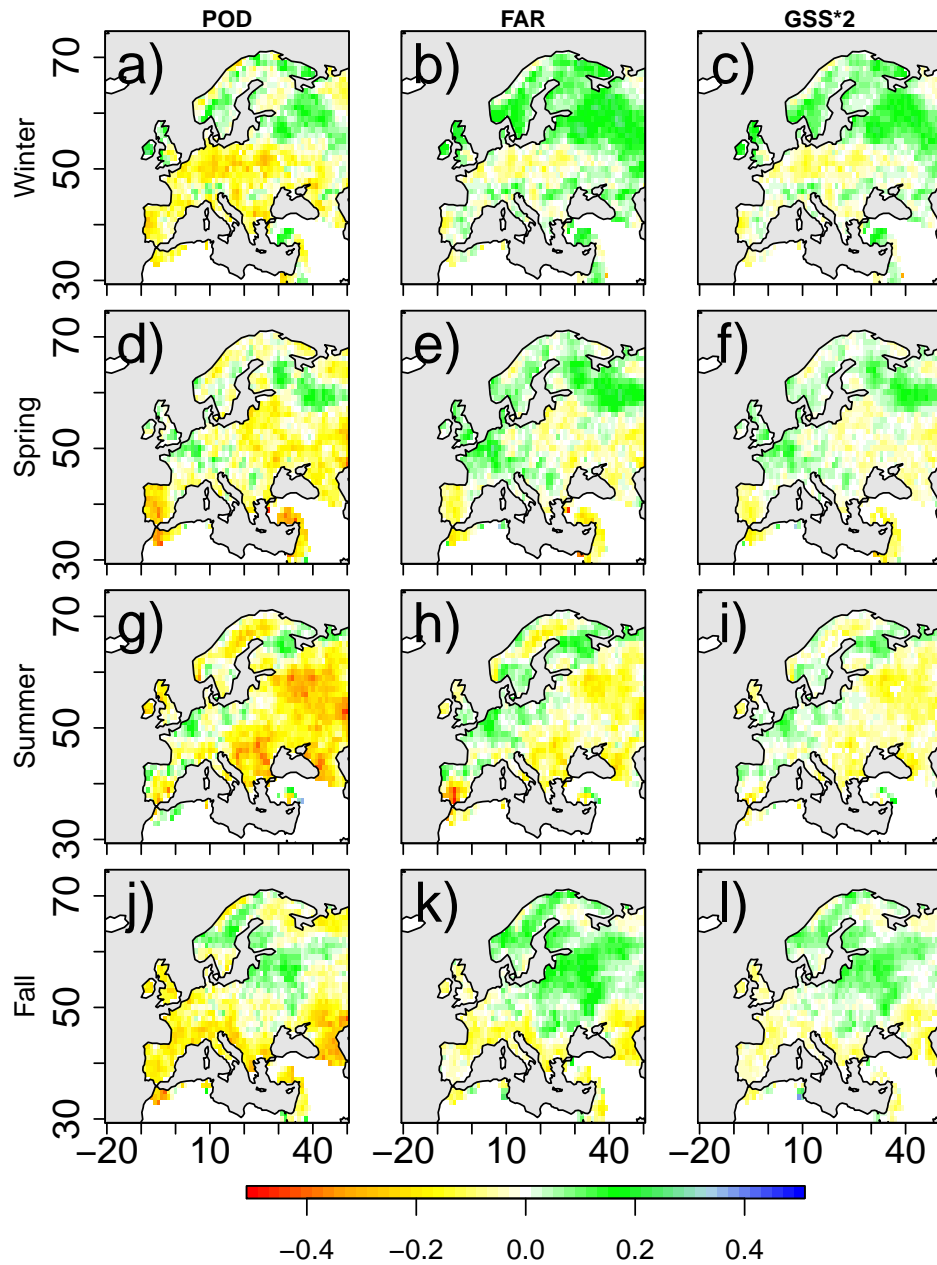 POD FAR GSS*2
a) b) c)
Winter
70
50
30
d) e) f)
Spring
70
50
30
g) h) i)
Summer
70
50
30
j) k) l)
Fall
70
50
30
−20 10 40 −20 10 40 −20 10 40
−0.4 −0.2 0.0 0.2 0.4